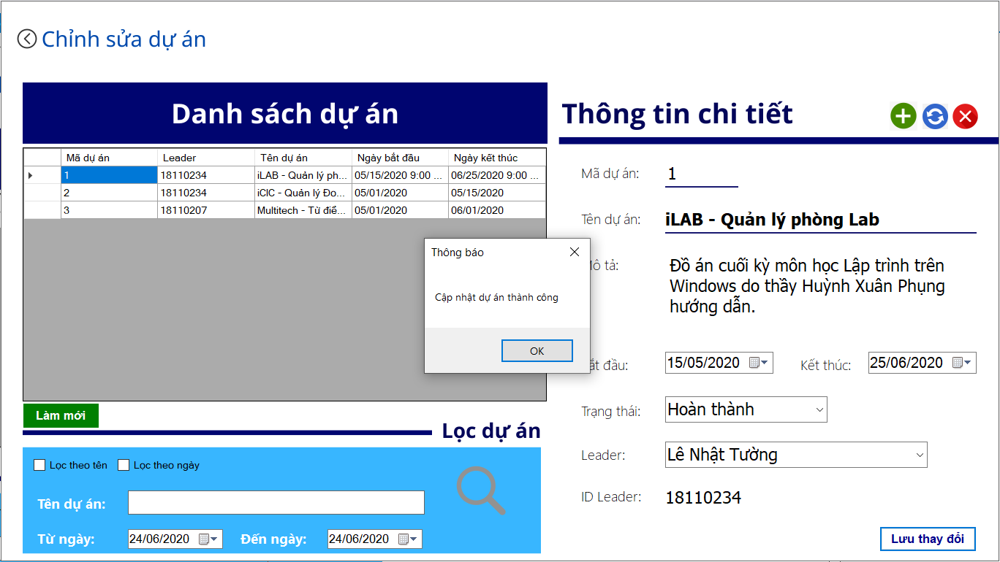 Chỉnh sửa dự án
Danh sách dự án
Mã dự án Leader Tên dự án Ngày bắt đầu Ngày kết thúc
1 18110234 iLAB - Quản lý ph... 05/15/2020 9:00 ... 06/25/2020 9:00 ...
2 18110234 iCIC - Quản lý Đo... 05/01/2020 05/15/2020
3 18110207 Multitech - Từ điề... 05/01/2020 06/01/2020
Làm mới
Lọc dự án
Lọc theo tên Lọc theo ngày
Tên dự án:
Từ ngày: 24/06/2020 Đến ngày: 24/06/2020
Thông báo
Cập nhật dự án thành công
OK
Thông tin chi tiết
Mã dự án: 1
Tên dự án: iLAB - Quản lý phòng Lab
tả: Đồ án cuối kỳ môn học Lập trình trên
Windows do thầy Huỳnh Xuân Phụng
hướng dẫn.
đầu: 15/05/2020 Kết thúc: 25/06/2020
Trạng thái: Hoàn thành
Leader: Lê Nhật Tường
ID Leader: 18110234
Lưu thay đổi